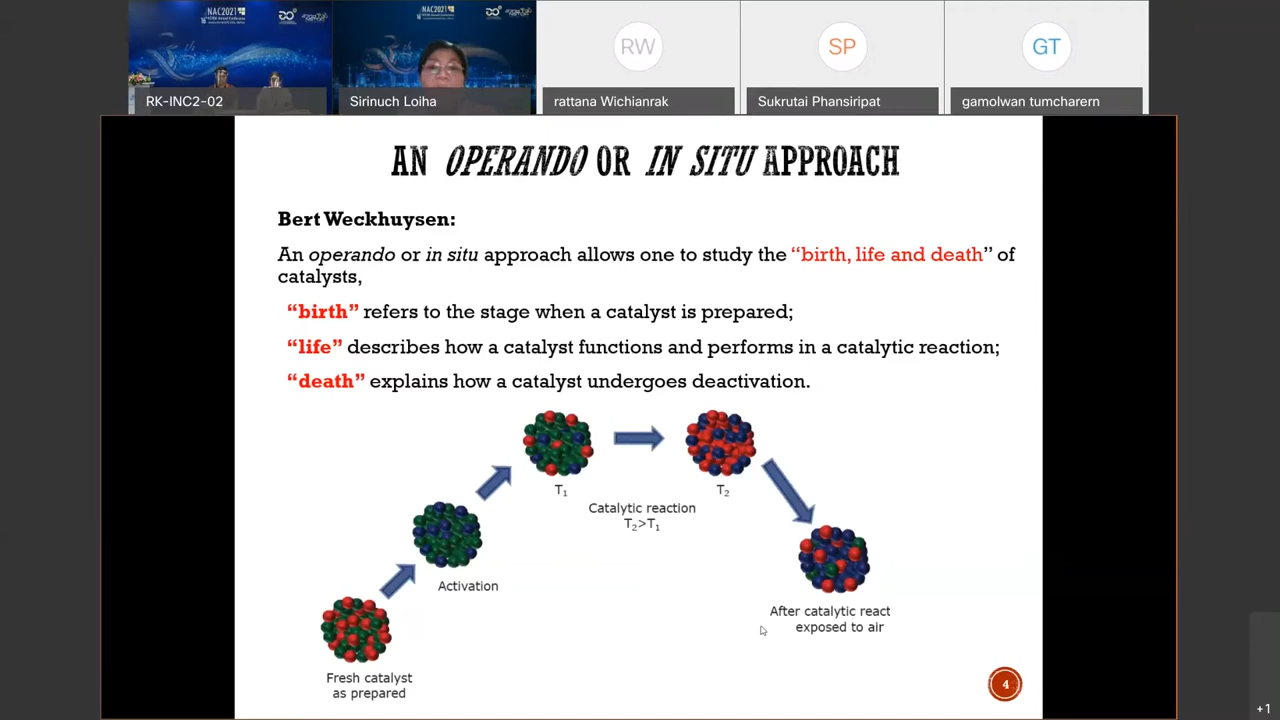 NAC2021
NAC2021
RK-INC2-02
Sirinuch Loiha
RW
rattana Wichianrak
SP
Sukrutai Phansiripat
GT
gamolwan tumcharern
AN OPERANDO OR IN SITU APPROACH
Bert Weckhuysen:
An operando or in situ approach allows one to study the “birth, life and death” of
catalysts,
“birth” refers to the stage when a catalyst is prepared;
“life” describes how a catalyst functions and performs in a catalytic reaction;
“death” explains how a catalyst undergoes deactivation.
T₁
T₂
Catalytic reaction
T₂>T₁
Activation
After catalytic react
exposed to air
Fresh catalyst
as prepared
4
+1